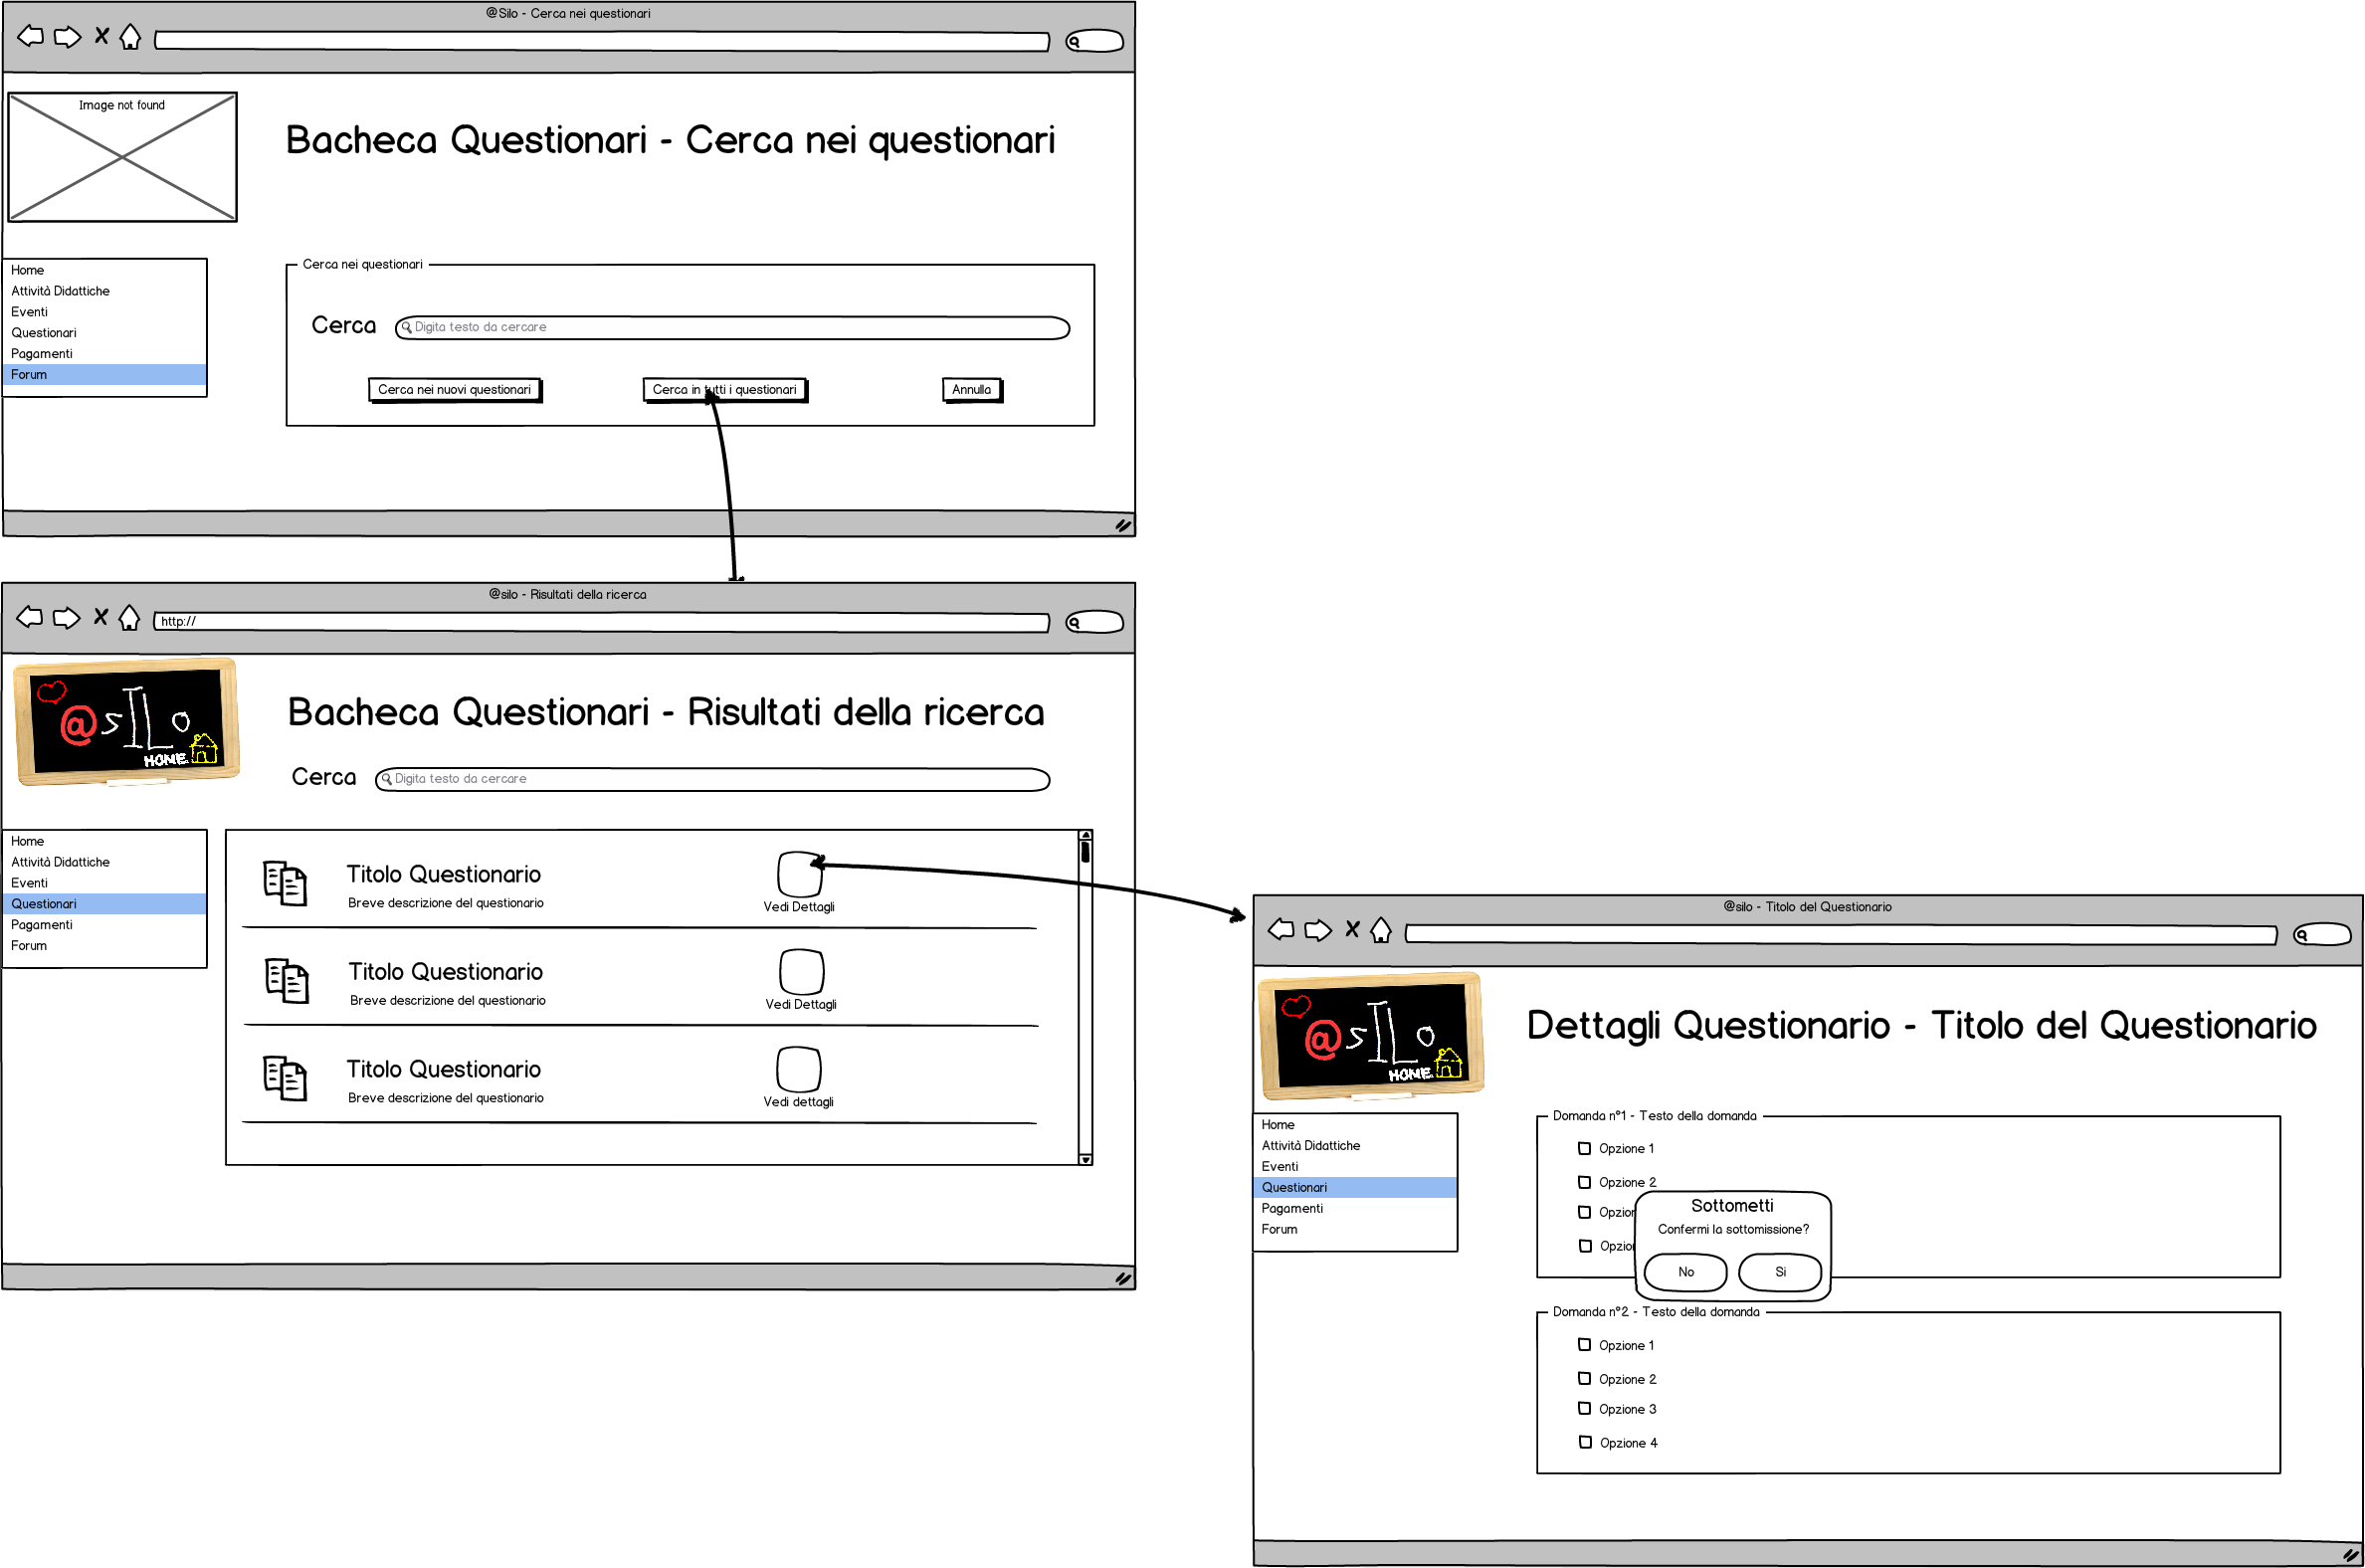 @Silo - Cerca nei questionari
Image not found
Bacheca Questionari - Cerca nei questionari
Home
Attività Didattiche
Eventi
Questionari
Pagamenti
Forum
Cerca nei questionari
Cerca
Digita testo da cercare
Cerca nei nuovi questionari
Cerca in tutti i questionari
Annulla
@silo - Risultati della ricerca
http://
@sILo
HOME
Bacheca Questionari - Risultati della ricerca
Cerca
Digita testo da cercare
Home
Attività Didattiche
Eventi
Questionari
Pagamenti
Forum
Titolo Questionario
Breve descrizione del questionario
Vedi Dettagli
Titolo Questionario
Breve descrizione del questionario
Vedi Dettagli
Titolo Questionario
Breve descrizione del questionario
Vedi dettagli
@silo - Titolo del Questionario
@sILo
HOME
Dettagli Questionario - Titolo del Questionario
Home
Attività Didattiche
Eventi
Questionari
Pagamenti
Forum
Domanda n°1 - Testo della domanda
Opzione 1
Opzione 2
Sottometti
Confermi la sottomissione?
No
Si
Domanda n°2 - Testo della domanda
Opzione 1
Opzione 2
Opzione 3
Opzione 4